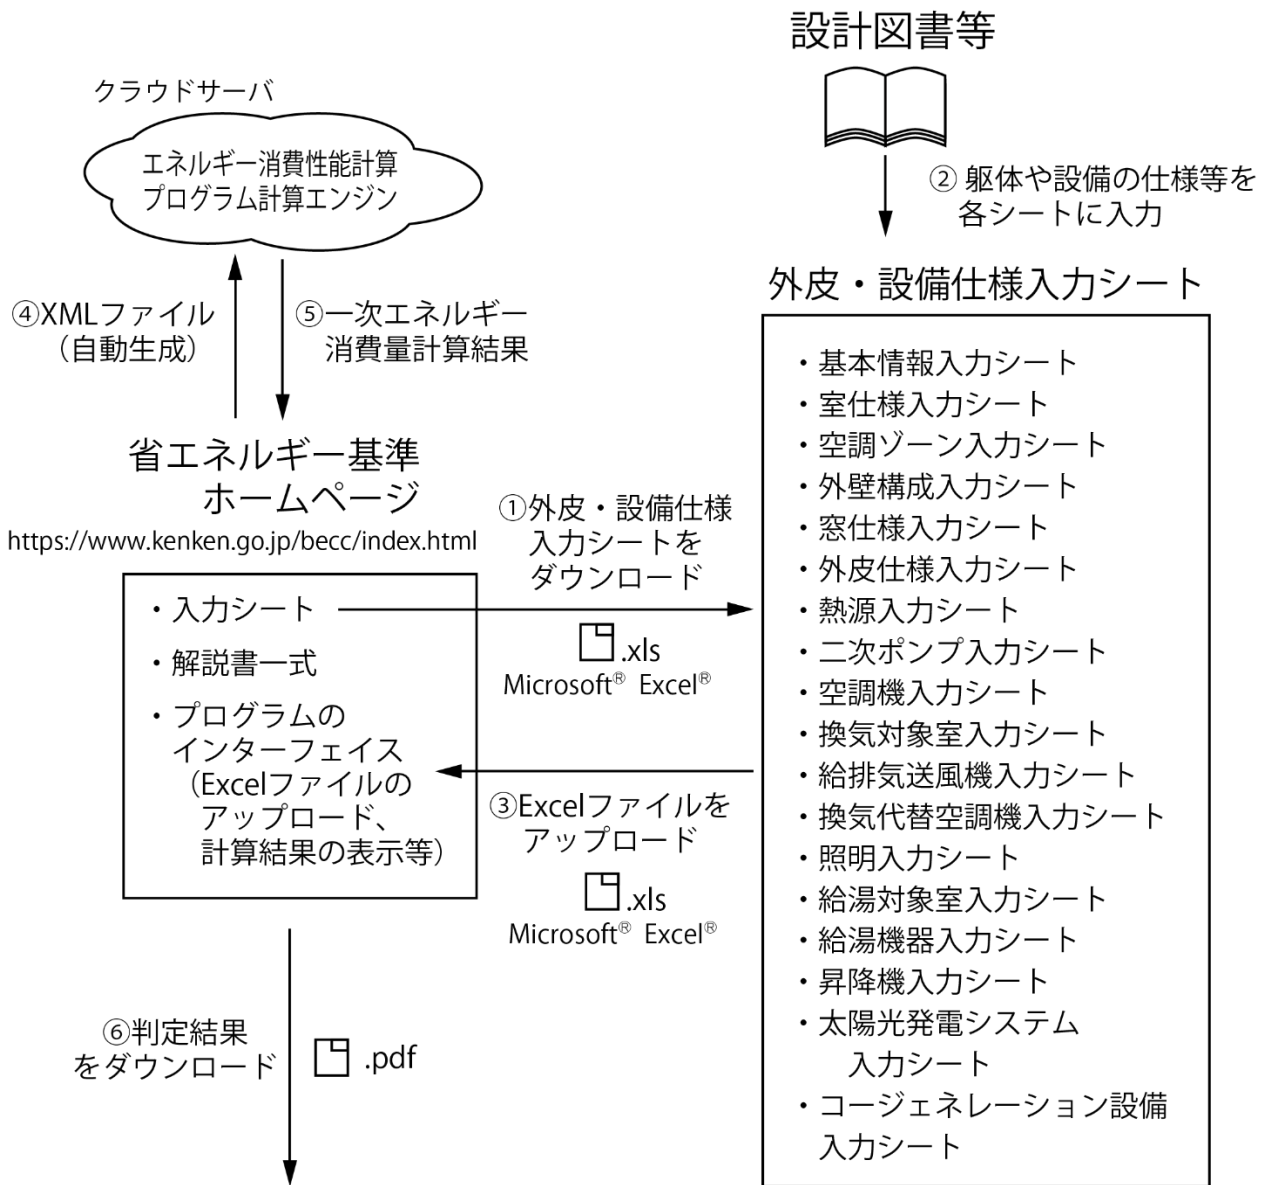 設計図書等
② 躯体や設備の仕様等を
各シートに入力
クラウドサーバ
エネルギー消費性能計算
プログラム計算エンジン
④XMLファイル
（自動生成）
⑤一次エネルギー
消費量計算結果
省エネルギー基準
ホームページ
https://www.kenken.go.jp/becc/index.html
・入力シート
・解説書一式
・プログラムの
インターフェイス
（Excelファイルの
アップロード、
計算結果の表示等）
①外皮・設備仕様
入力シートを
ダウンロード
.xls
Microsoft® Excel®
③Excelファイルを
アップロード
.xls
Microsoft® Excel®
外皮・設備仕様入力シート
・基本情報入力シート
・室仕様入力シート
・空調ゾーン入力シート
・外壁構成入力シート
・窓仕様入力シート
・外皮仕様入力シート
・熱源入力シート
・二次ポンプ入力シート
・空調機入力シート
・換気対象室入力シート
・給排気送風機入力シート
・換気代替空調機入力シート
・照明入力シート
・給湯対象室入力シート
・給湯機器入力シート
・昇降機入力シート
・太陽光発電システム
入力シート
・コージェネレーション設備
入力シート
⑥判定結果
をダウンロード
.pdf